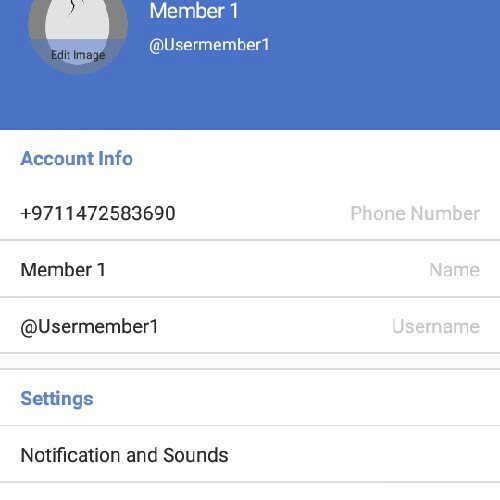 Member 1
@Usermember1
Edit Image
Account Info
+9711472583690 Phone Number
Member 1 Name
@Usermember1 Username
Settings
Notification and Sounds